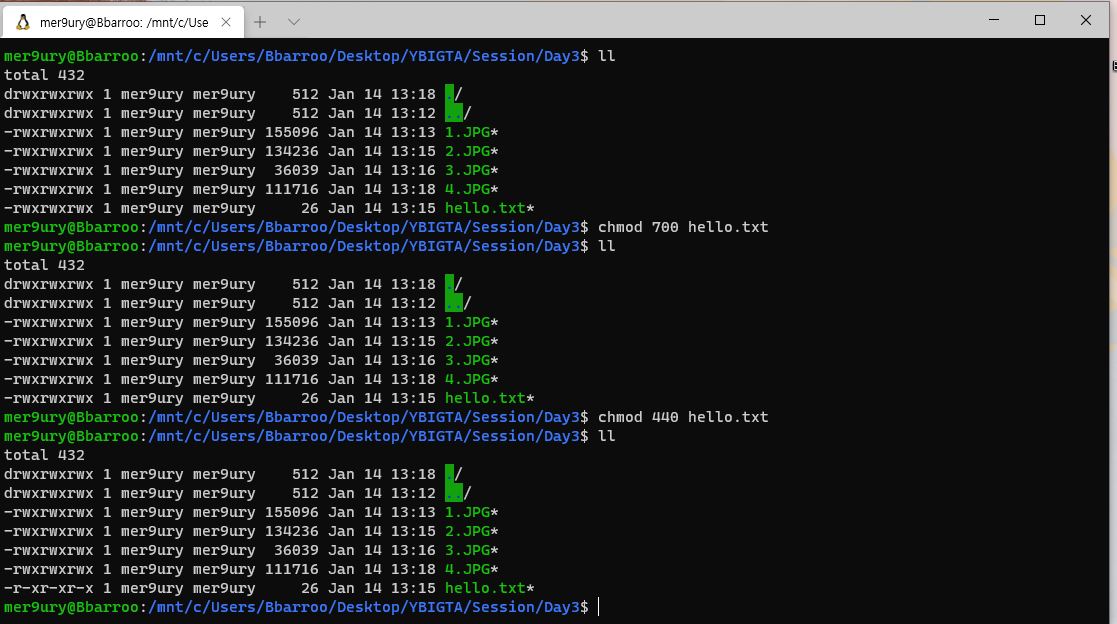 mer9ury@Bbarroo: /mnt/c/Use
mer9ury@Bbarroo:/mnt/c/Users/Bbarroo/Desktop/YBIGTA/Session/Day3$ ll
total 432
drwxrwxrwx 1 mer9ury mer9ury    512 Jan 14 13:18 ./
drwxrwxrwx 1 mer9ury mer9ury    512 Jan 14 13:12 ../
-rwxrwxrwx 1 mer9ury mer9ury 155096 Jan 14 13:13 1.JPG*
-rwxrwxrwx 1 mer9ury mer9ury 134236 Jan 14 13:15 2.JPG*
-rwxrwxrwx 1 mer9ury mer9ury  36039 Jan 14 13:16 3.JPG*
-rwxrwxrwx 1 mer9ury mer9ury 111716 Jan 14 13:18 4.JPG*
-rwxrwxrwx 1 mer9ury mer9ury     26 Jan 14 13:15 hello.txt*
mer9ury@Bbarroo:/mnt/c/Users/Bbarroo/Desktop/YBIGTA/Session/Day3$ chmod 700 hello.txt
mer9ury@Bbarroo:/mnt/c/Users/Bbarroo/Desktop/YBIGTA/Session/Day3$ ll
total 432
drwxrwxrwx 1 mer9ury mer9ury    512 Jan 14 13:18 ./
drwxrwxrwx 1 mer9ury mer9ury    512 Jan 14 13:12 ../
-rwxrwxrwx 1 mer9ury mer9ury 155096 Jan 14 13:13 1.JPG*
-rwxrwxrwx 1 mer9ury mer9ury 134236 Jan 14 13:15 2.JPG*
-rwxrwxrwx 1 mer9ury mer9ury  36039 Jan 14 13:16 3.JPG*
-rwxrwxrwx 1 mer9ury mer9ury 111716 Jan 14 13:18 4.JPG*
-rwxrwxrwx 1 mer9ury mer9ury     26 Jan 14 13:15 hello.txt*
mer9ury@Bbarroo:/mnt/c/Users/Bbarroo/Desktop/YBIGTA/Session/Day3$ chmod 440 hello.txt
mer9ury@Bbarroo:/mnt/c/Users/Bbarroo/Desktop/YBIGTA/Session/Day3$ ll
total 432
drwxrwxrwx 1 mer9ury mer9ury    512 Jan 14 13:18 ./
drwxrwxrwx 1 mer9ury mer9ury    512 Jan 14 13:12 ../
-rwxrwxrwx 1 mer9ury mer9ury 155096 Jan 14 13:13 1.JPG*
-rwxrwxrwx 1 mer9ury mer9ury 134236 Jan 14 13:15 2.JPG*
-rwxrwxrwx 1 mer9ury mer9ury  36039 Jan 14 13:16 3.JPG*
-rwxrwxrwx 1 mer9ury mer9ury 111716 Jan 14 13:18 4.JPG*
-r-xr-xr-x 1 mer9ury mer9ury     26 Jan 14 13:15 hello.txt*
mer9ury@Bbarroo:/mnt/c/Users/Bbarroo/Desktop/YBIGTA/Session/Day3$